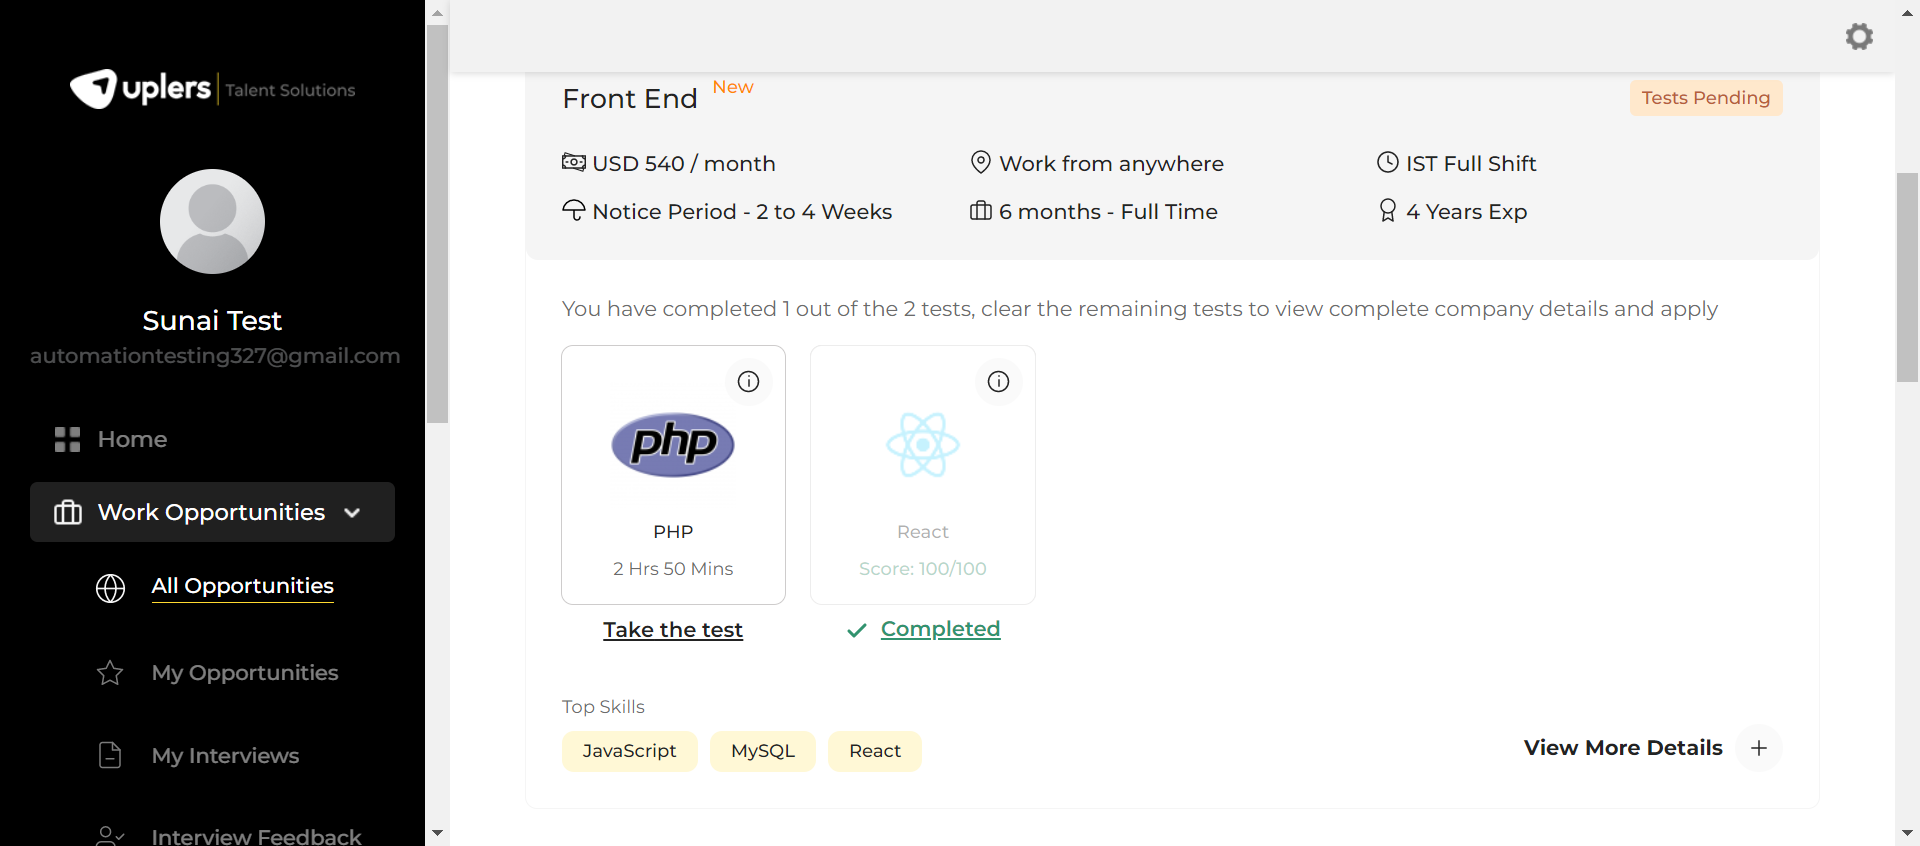 uplers | Talent Solutions
Sunai Test
automationtesting327@gmail.com
Home
Work Opportunities
All Opportunities
My Opportunities
My Interviews
Interview Feedback
Front End New
Tests Pending
USD 540 / month
Work from anywhere
IST Full Shift
Notice Period - 2 to 4 Weeks
6 months - Full Time
4 Years Exp
You have completed 1 out of the 2 tests, clear the remaining tests to view complete company details and apply
php
PHP
2 Hrs 50 Mins
Take the test
React
Score: 100/100
Completed
Top Skills
JavaScript
MySQL
React
View More Details